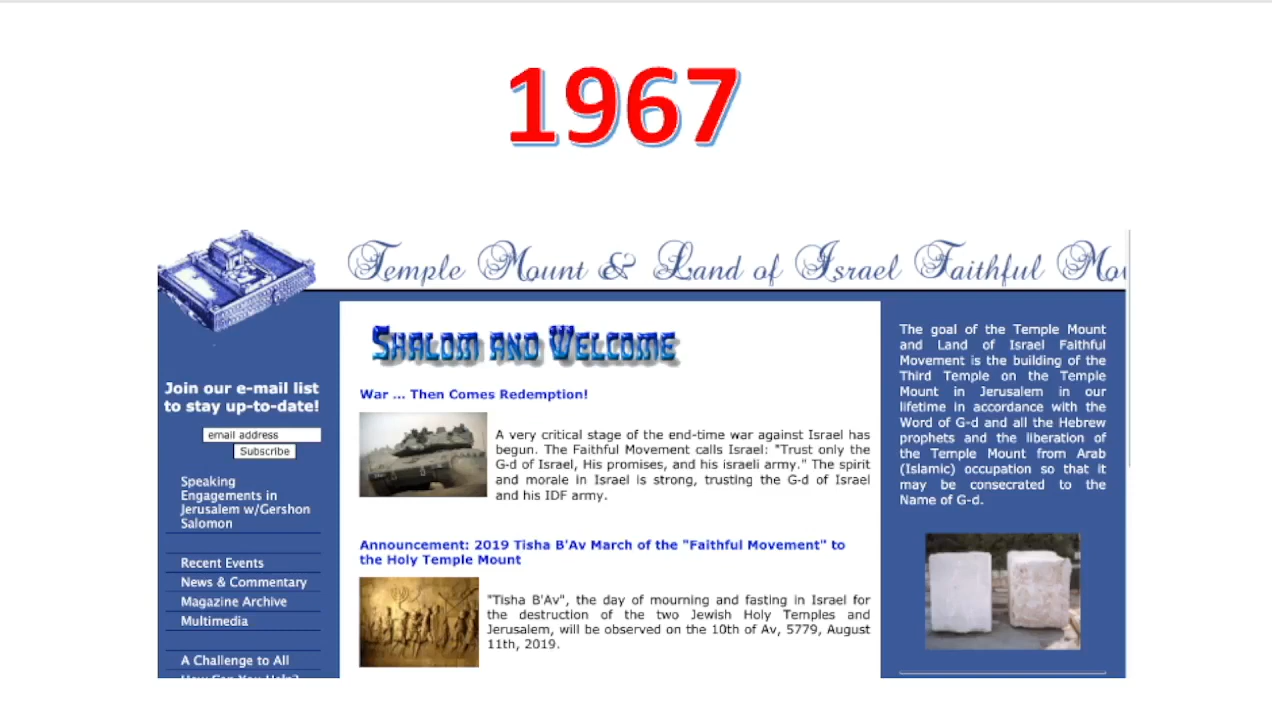 1967
Temple Mount & Land of Israel Faithful
Shalom and Welcome
Join our e-mail list
to stay up-to-date!
email address
Subscribe
Speaking
Engagements in
Jerusalem w/Gershon
Salomon
Recent Events
News & Commentary
Magazine Archive
Multimedia
A Challenge to All
How Can You Help?
War ... Then Comes Redemption!
A very critical stage of the end-time war against Israel has
begun. The Faithful Movement calls Israel: "Trust only the
G-d of Israel, His promises, and his israeli army." The spirit
and morale in Israel is strong, trusting the G-d of Israel
and his IDF army.
Announcement: 2019 Tisha B'Av March of the "Faithful Movement" to
the Holy Temple Mount
"Tisha B'Av", the day of mourning and fasting in Israel for
the destruction of the two Jewish Holy Temples and
Jerusalem, will be observed on the 10th of Av, 5779, August
11th, 2019.
The goal of the Temple Mount
and Land of Israel Faithful
Movement is the building of the
Third Temple on the Temple
Mount in Jerusalem in our
lifetime in accordance with the
Word of G-d and all the Hebrew
prophets and the liberation of
the Temple Mount from Arab
(Islamic) occupation so that it
may be consecrated to the
Name of G-d.